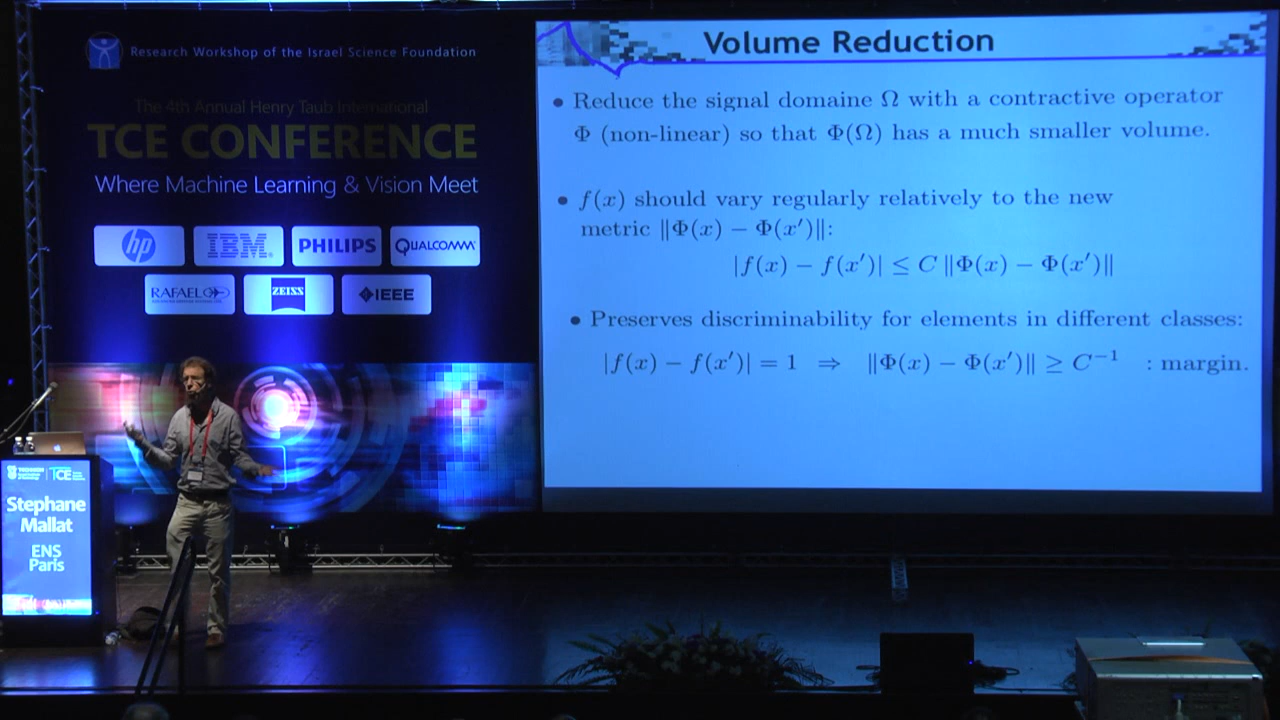 Research Workshop of the Israel Science Foundation
The 4th Annual Henry Taub International
TCE CONFERENCE
Where Machine Learning & Vision Meet
hp
IBM
PHILIPS
QUALCOMM
RAFAEL
ZEISS
IEEE
TCE
Stephane
Mallat
ENS
Paris
Volume Reduction
• Reduce the signal domaine Ω with a contractive operator
Φ (non-linear) so that Φ(Ω) has a much smaller volume.
• f(x) should vary regularly relatively to the new
metric ‖Φ(x) − Φ(x′)‖:
|f(x) − f(x′)| ≤ C ‖Φ(x) − Φ(x′)‖
• Preserves discriminability for elements in different classes:
|f(x) − f(x′)| = 1 ⇒ ‖Φ(x) − Φ(x′)‖ ≥ C⁻¹ : margin.